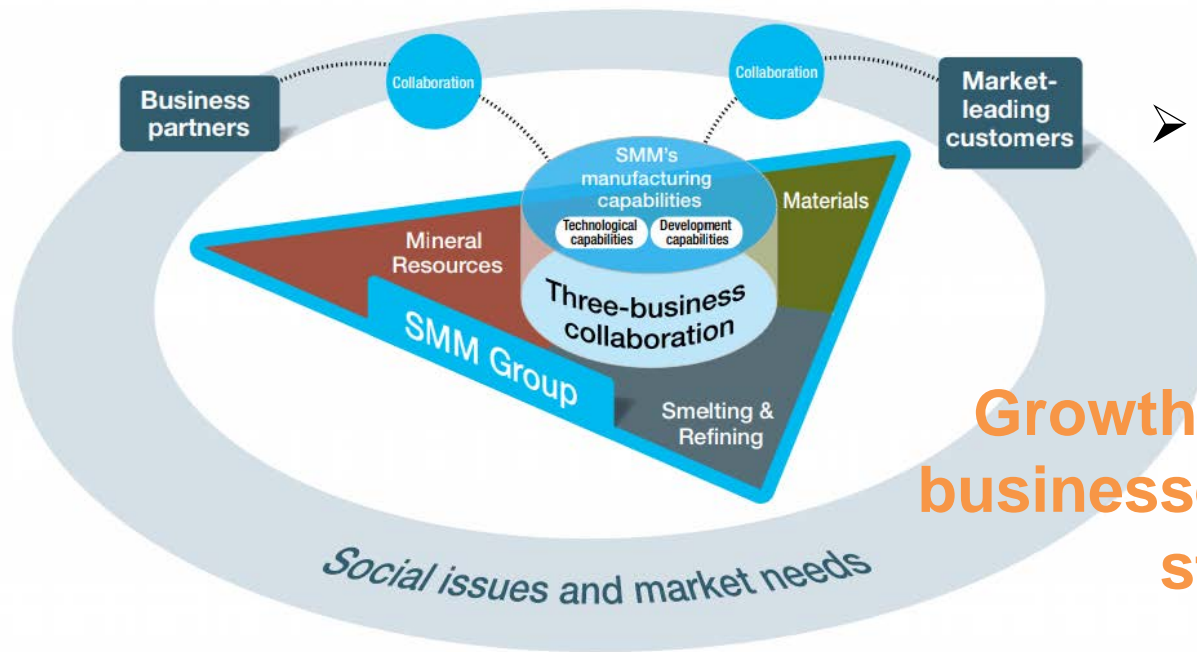 Business
partners
Collaboration
Collaboration
Market-
leading
customers
➢
SMM's
manufacturing
capabilities
Technological
capabilities
Development
capabilities
Materials
Mineral
Resources
Three-business
collaboration
SMM Group
Smelting &
Refining
Growth
business
Social issues and market needs